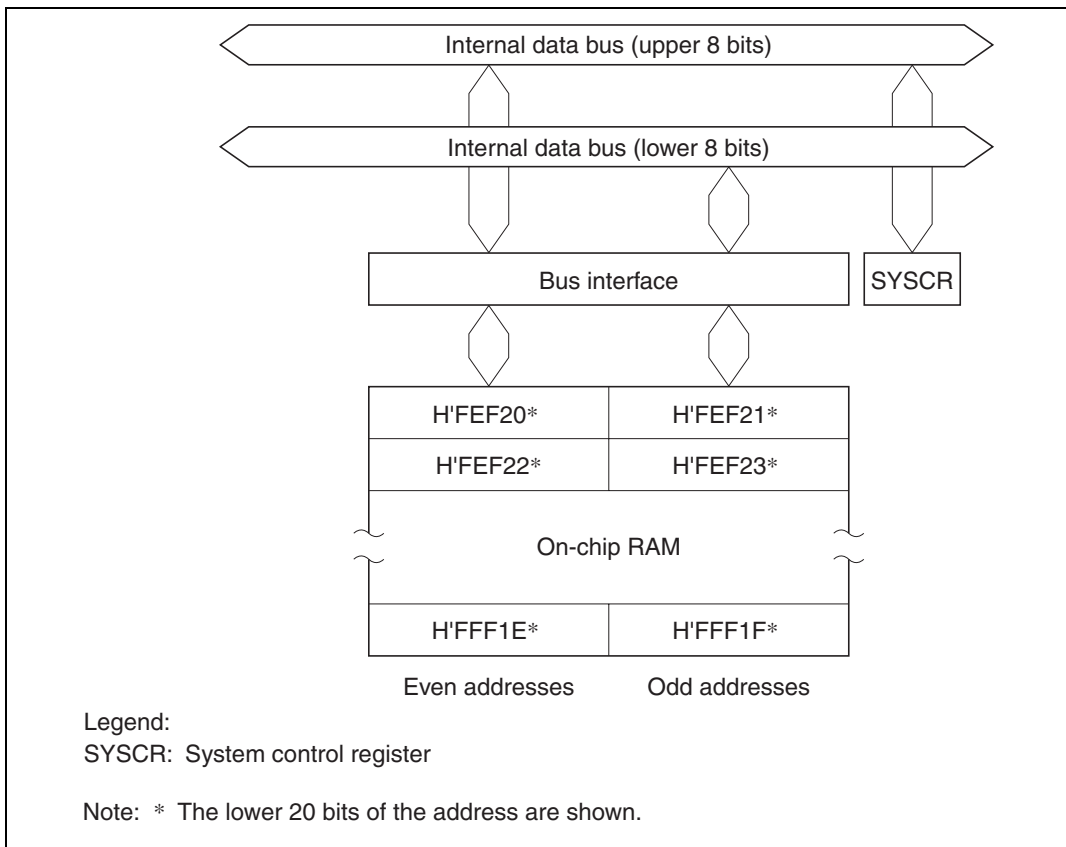 Internal data bus (upper 8 bits)
Internal data bus (lower 8 bits)
Bus interface
SYSCR
H'FEF20*
H'FEF21*
H'FEF22*
H'FEF23*
On-chip RAM
H'FFF1E*
H'FFF1F*
Even addresses
Odd addresses
Legend:
SYSCR: System control register
Note: * The lower 20 bits of the address are shown.